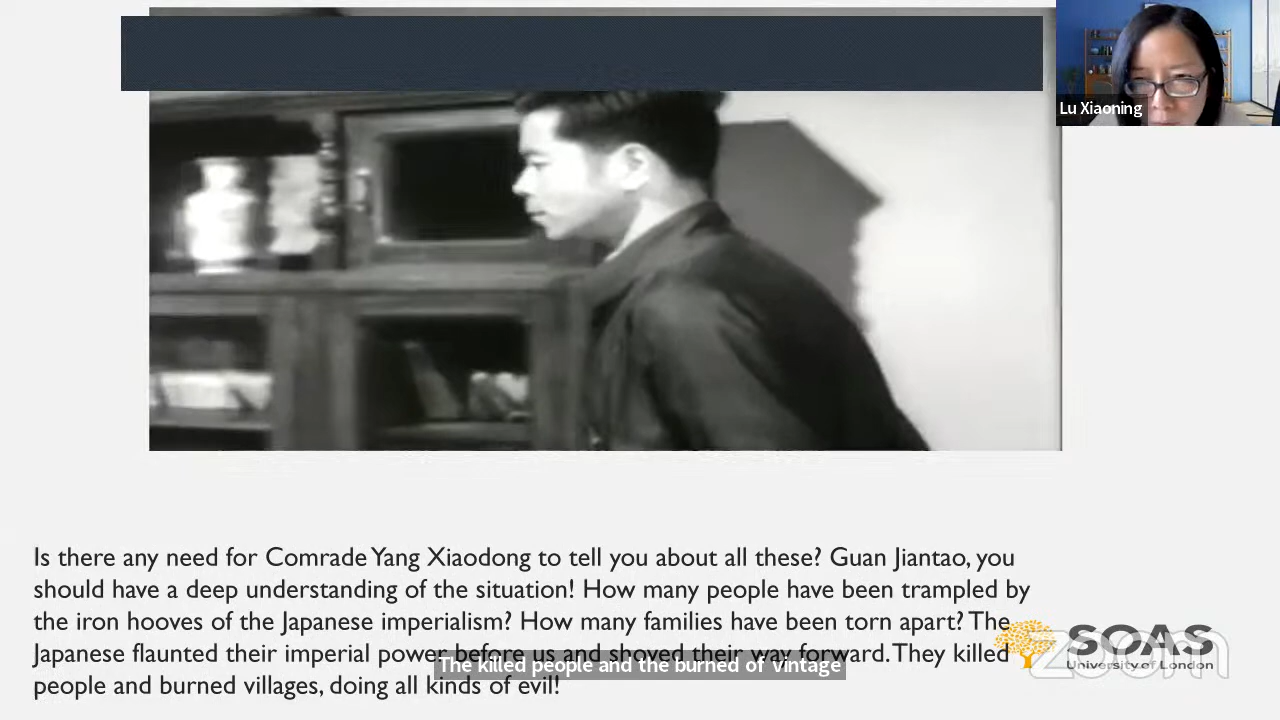 Lu Xiaoning
Is there any need for Comrade Yang Xiaodong to tell you about all these? Guan Jiantao, you
should have a deep understanding of the situation! How many people have been trampled by
the iron hooves of the Japanese imperialism? How many families have been torn apart? The
Japanese flaunted their imperial power before us and shoved their way forward. They killed
people and burned villages, doing all kinds of evil!
The killed people and the burned of Vintage
SOAS
University of London
zoom